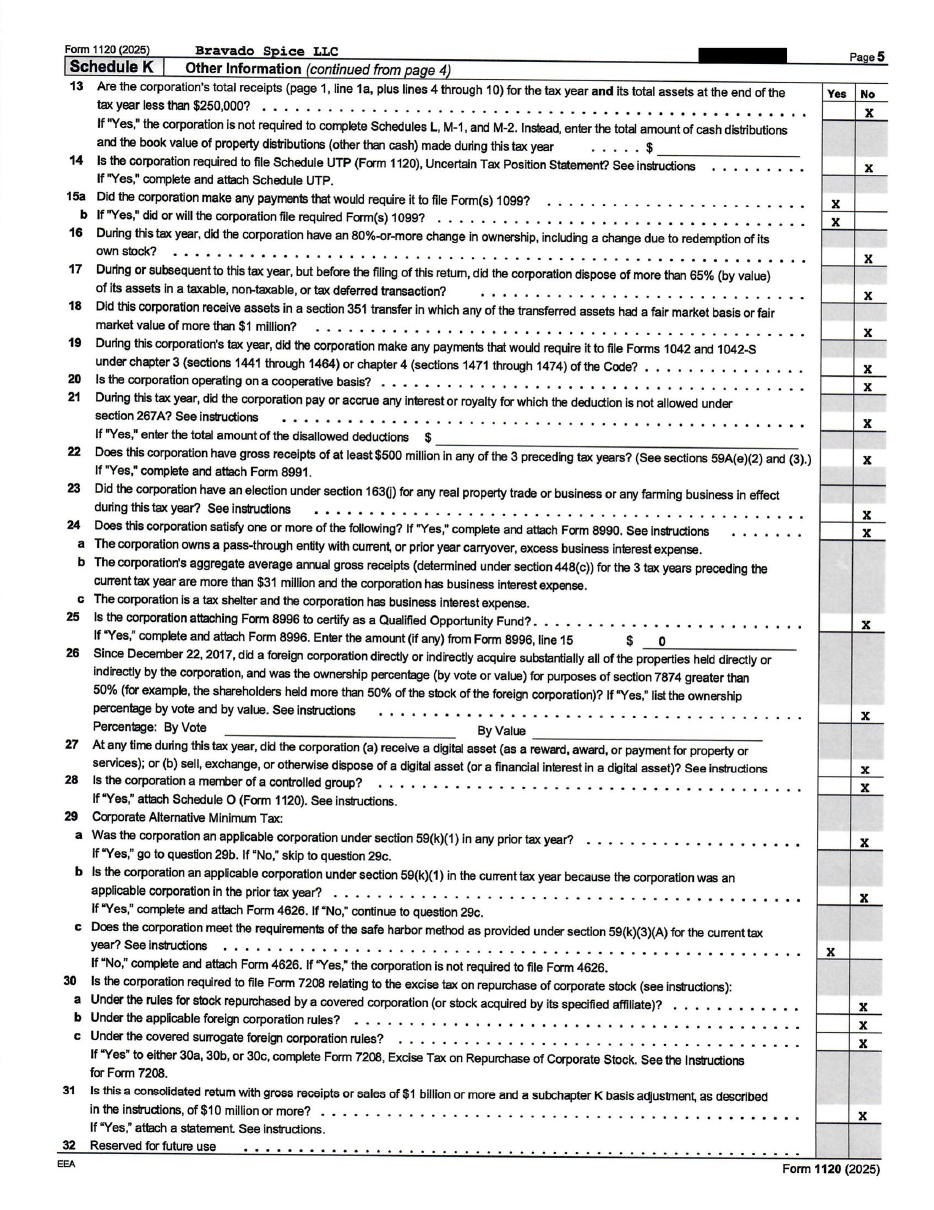 Form 1120 (2025) Bravado Spice LLC Page 5
Schedule K Other Information (continued from page 4)
13 Are the corporation's total receipts (page 1, line 1a, plus lines 4 through 10) for the tax year and its total assets at the end of the Yes No
tax year less than $250,000? . . . . . . . . . . X
If "Yes," the corporation is not required to complete Schedules L, M-1, and M-2. Instead, enter the total amount of cash distributions
and the book value of property distributions (other than cash) made during this tax year . . . . . $
14 Is the corporation required to file Schedule UTP (Form 1120), Uncertain Tax Position Statement? See instructions . . . . . . . . . X
If "Yes," complete and attach Schedule UTP.
15a Did the corporation make any payments that would require it to file Form(s) 1099? . . . . . . . . . . X
b If "Yes," did or will the corporation file required Form(s) 1099? . . . . . . . . . . X
16 During this tax year, did the corporation have an 80%-or-more change in ownership, including a change due to redemption of its
own stock? . . . . . . . . . . X
17 During or subsequent to this tax year, but before the filing of this return, did the corporation dispose of more than 65% (by value)
of its assets in a taxable, non-taxable, or tax deferred transaction? . . . . . . . . . . X
18 Did this corporation receive assets in a section 351 transfer in which any of the transferred assets had a fair market basis or fair
market value of more than $1 million? . . . . . . . . . . X
19 During this corporation's tax year, did the corporation make any payments that would require it to file Forms 1042 and 1042-S
under chapter 3 (sections 1441 through 1464) or chapter 4 (sections 1471 through 1474) of the Code? . . . . . . . . . . X
20 Is the corporation operating on a cooperative basis? . . . . . . . . . . X
21 During this tax year, did the corporation pay or accrue any interest or royalty for which the deduction is not allowed under
section 267A? See instructions . . . . . . . . . . X
If "Yes," enter the total amount of the disallowed deductions $
22 Does this corporation have gross receipts of at least $500 million in any of the 3 preceding tax years? (See sections 59A(e)(2) and (3).) X
If "Yes," complete and attach Form 8991.
23 Did the corporation have an election under section 163(j) for any real property trade or business or any farming business in effect
during this tax year? See instructions . . . . . . . . . . X
24 Does this corporation satisfy one or more of the following? If "Yes," complete and attach Form 8990. See instructions . . . . . . . X
a The corporation owns a pass-through entity with current, or prior year carryover, excess business interest expense.
b The corporation's aggregate average annual gross receipts (determined under section 448(c)) for the 3 tax years preceding the
current tax year are more than $31 million and the corporation has business interest expense.
c The corporation is a tax shelter and the corporation has business interest expense.
25 Is the corporation attaching Form 8996 to certify as a Qualified Opportunity Fund? . . . . . . . . . . X
If "Yes," complete and attach Form 8996. Enter the amount (if any) from Form 8996, line 15 $ 0
26 Since December 22, 2017, did a foreign corporation directly or indirectly acquire substantially all of the properties held directly or
indirectly by the corporation, and was the ownership percentage (by vote or value) for purposes of section 7874 greater than
50% (for example, the shareholders held more than 50% of the stock of the foreign corporation)? If "Yes," list the ownership
percentage by vote and by value. See instructions . . . . . . . . . . X
Percentage: By Vote By Value
27 At any time during this tax year, did the corporation (a) receive a digital asset (as a reward, award, or payment for property or
services); or (b) sell, exchange, or otherwise dispose of a digital asset (or a financial interest in a digital asset)? See instructions X
28 Is the corporation a member of a controlled group? . . . . . . . . . . X
If "Yes," attach Schedule O (Form 1120). See instructions.
29 Corporate Alternative Minimum Tax:
a Was the corporation an applicable corporation under section 59(k)(1) in any prior tax year? . . . . . . . . . . X
If "Yes," go to question 29b. If "No," skip to question 29c.
b Is the corporation an applicable corporation under section 59(k)(1) in the current tax year because the corporation was an
applicable corporation in the prior tax year? . . . . . . . . . . X
If "Yes," complete and attach Form 4626. If "No," continue to question 29c.
c Does the corporation meet the requirements of the safe harbor method as provided under section 59(k)(3)(A) for the current tax
year? See instructions . . . . . . . . . . X
If "No," complete and attach Form 4626. If "Yes," the corporation is not required to file Form 4626.
30 Is the corporation required to file Form 7208 relating to the excise tax on repurchase of corporate stock (see instructions):
a Under the rules for stock repurchased by a covered corporation (or stock acquired by its specified affiliate)? . . . . . . . . . . X
b Under the applicable foreign corporation rules? . . . . . . . . . . X
c Under the covered surrogate foreign corporation rules? . . . . . . . . . . X
If "Yes" to either 30a, 30b, or 30c, complete Form 7208, Excise Tax on Repurchase of Corporate Stock. See the Instructions
for Form 7208.
31 Is this a consolidated return with gross receipts or sales of $1 billion or more and a subchapter K basis adjustment, as described
in the instructions, of $10 million or more? . . . . . . . . . . X
If "Yes," attach a statement. See instructions.
32 Reserved for future use . . . . . . . . . .
EEA Form 1120 (2025)